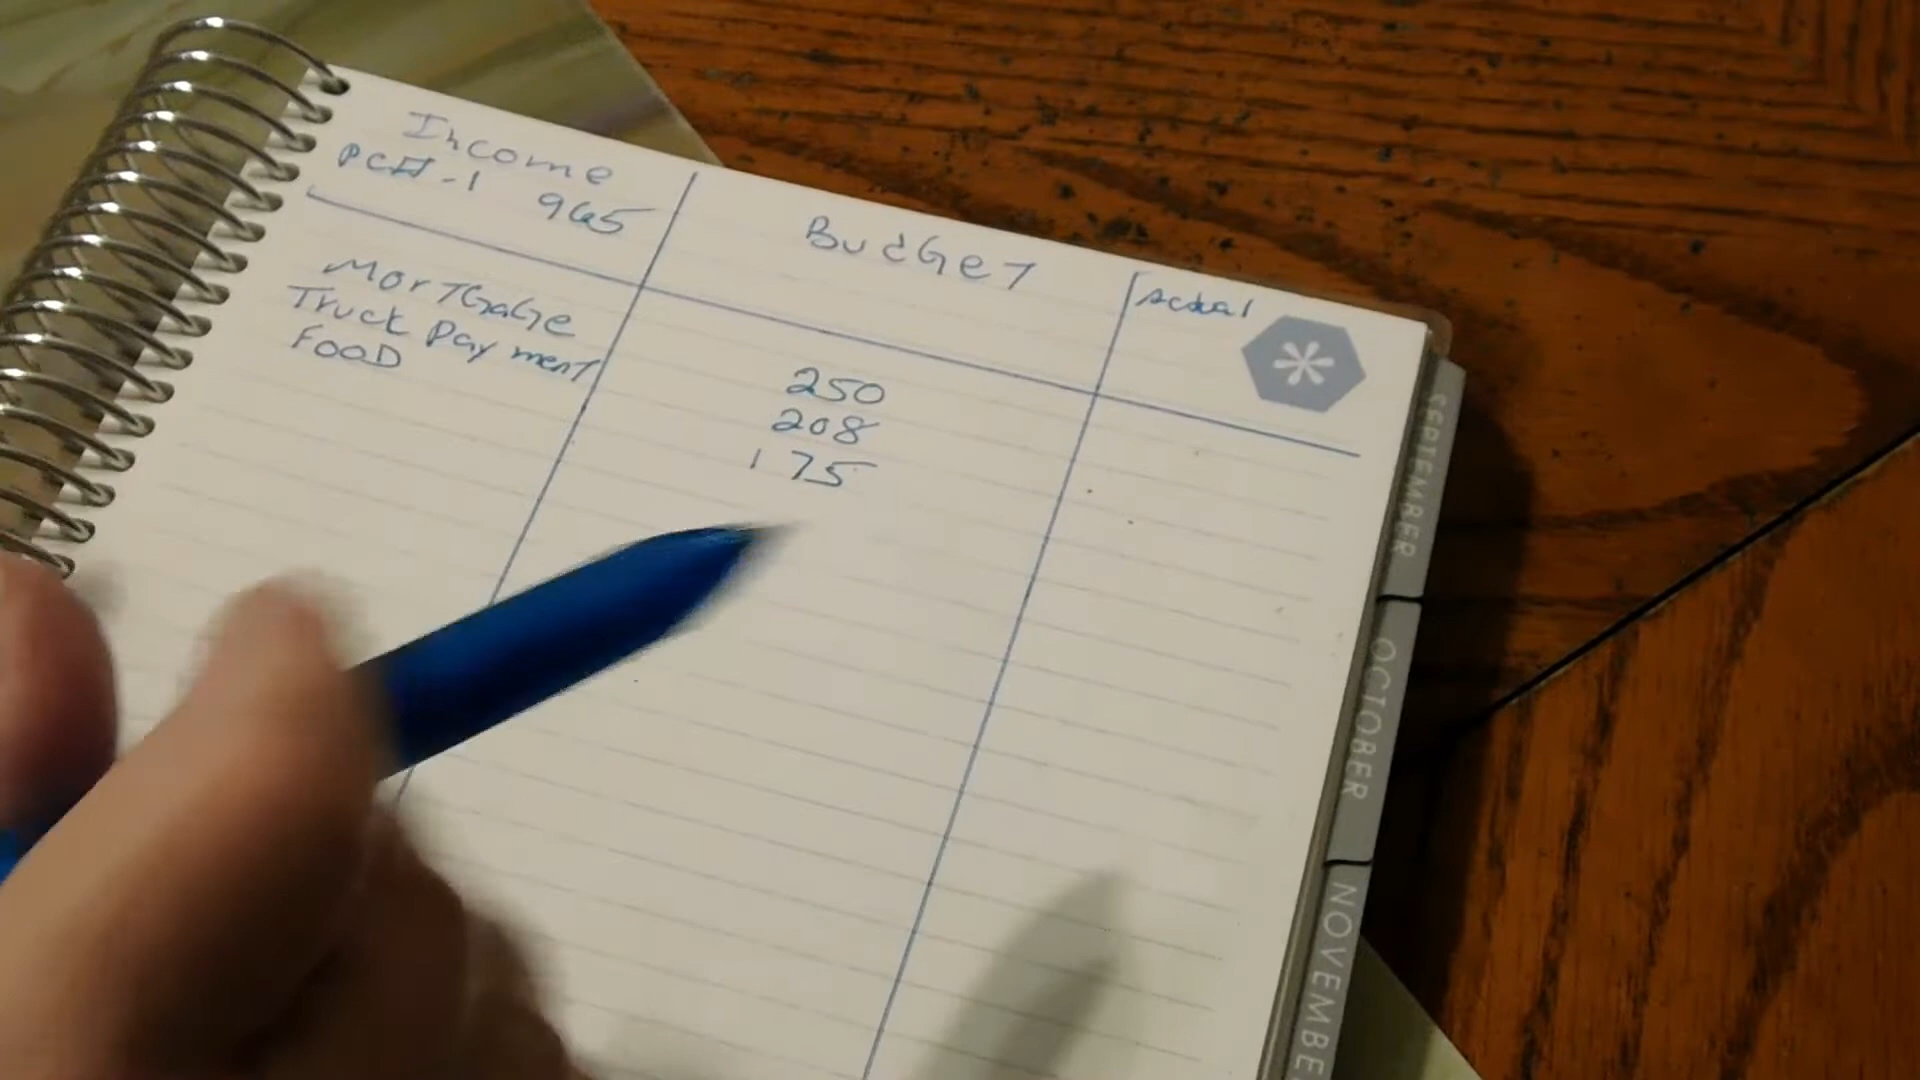 Income
PCH-1 965
Budget
Actual
Mortgage
Truck Payment
Food
250
208
175
SEPTEMBER
OCTOBER
NOVEMBE